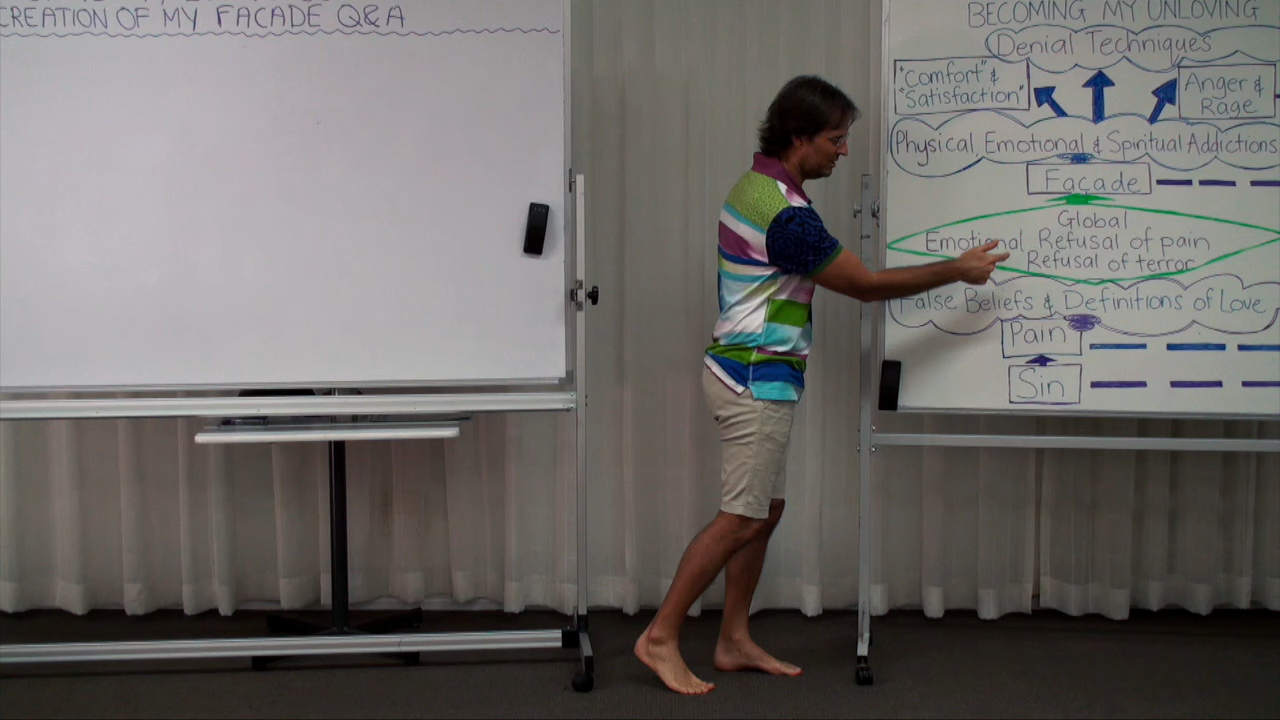 CREATION OF MY FACADE Q&A
BECOMING MY UNLOVING
Denial Techniques
"Comfort" &
"Satisfaction"
Anger &
Rage
Physical, Emotional & Spiritual Addictions
Façade
Global
Emotional Refusal of pain
Refusal of terror
False Beliefs & Definitions of Love
Pain
Sin